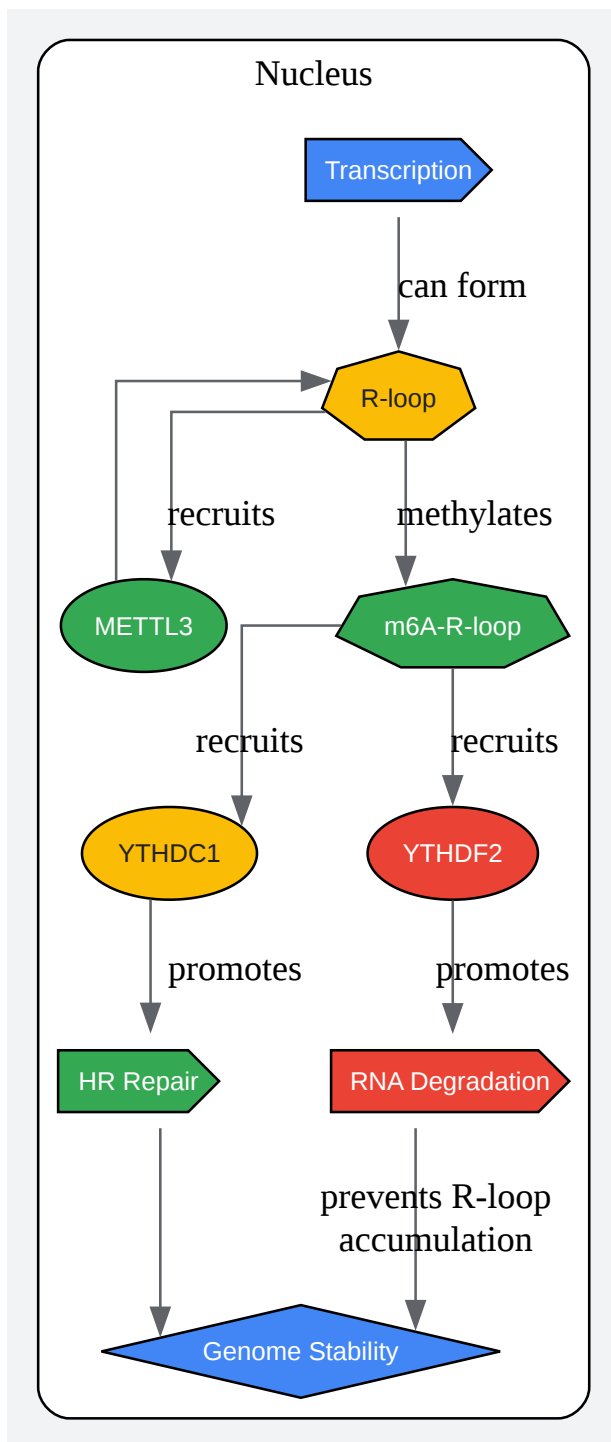 Nucleus
Transcription
can form
R-loop
recruits
methylates
METTL3
m6A-R-loop
recruits
recruits
YTHDC1
YTHDF2
promotes
promotes
HR Repair
RNA Degradation
prevents R-loop
accumulation
Genome Stability